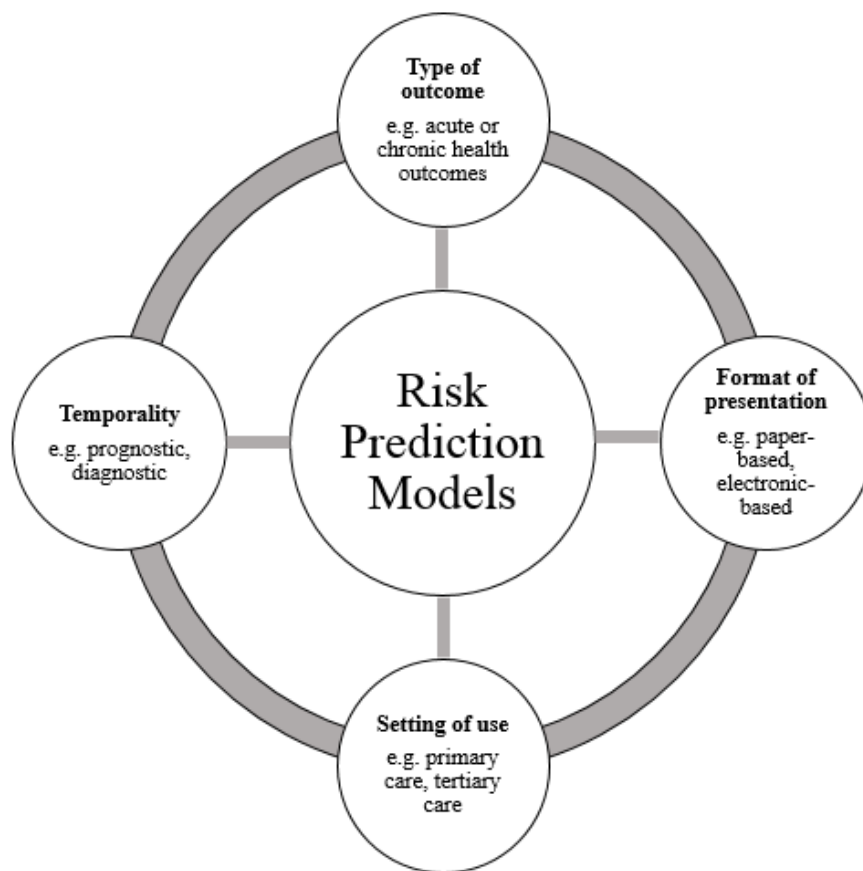 Type of
outcome
e.g. acute or
chronic health
outcomes
Temporality
e.g. prognostic,
diagnostic
Risk
Prediction
Models
Format of
presentation
e.g. paper-
based,
electronic-
based
Setting of use
e.g. primary
care, tertiary
care